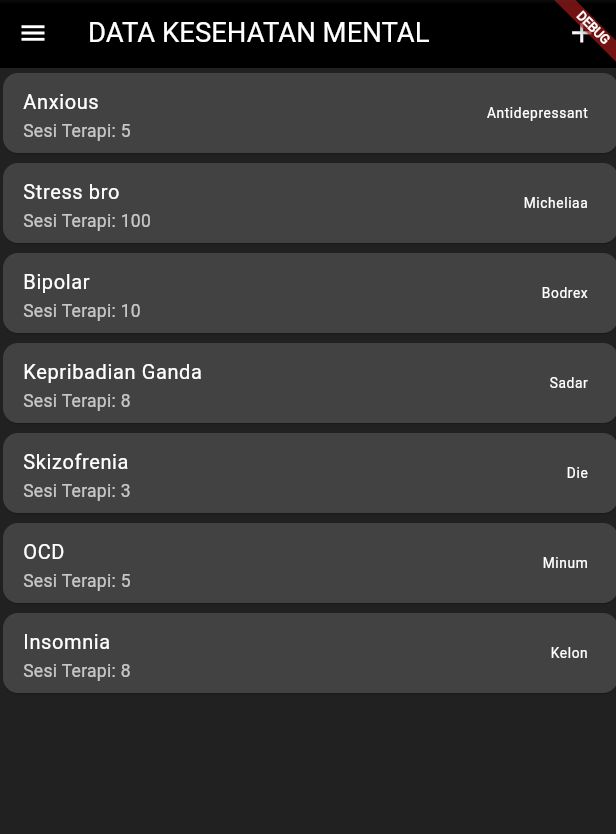 DATA KESEHATAN MENTAL
DEBUG
Anxious
Sesi Terapi: 5
Antidepressant
Stress bro
Sesi Terapi: 100
Micheliaa
Bipolar
Sesi Terapi: 10
Bodrex
Kepribadian Ganda
Sesi Terapi: 8
Sadar
Skizofrenia
Sesi Terapi: 3
Die
OCD
Sesi Terapi: 5
Minum
Insomnia
Sesi Terapi: 8
Kelon